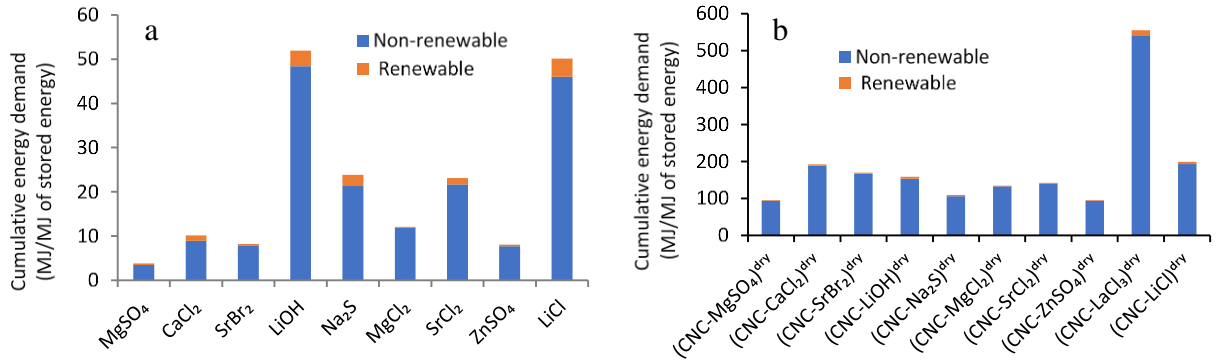 a
Cumulative energy demand
(MJ/MJ of stored energy)
60
50
40
30
20
10
0
Non-renewable
Renewable
MgSO₄
CaCl₂
SrBr₂
LiOH
Na₂S
MgCl₂
SrCl₂
ZnSO₄
LiCl
b
Cumulative energy demand
(MJ/MJ of stored energy)
600
500
400
300
200
100
0
Non-renewable
Renewable
(CNC-MgSO₄)ᵈʳʸ
(CNC-CaCl₂)ᵈʳʸ
(CNC-SrBr₂)ᵈʳʸ
(CNC-LiOH)ᵈʳʸ
(CNC-Na₂S)ᵈʳʸ
(CNC-MgCl₂)ᵈʳʸ
(CNC-SrCl₂)ᵈʳʸ
(CNC-ZnSO₄)ᵈʳʸ
(CNC-LaCl₃)ᵈʳʸ
(CNC-LiCl)ᵈʳʸ